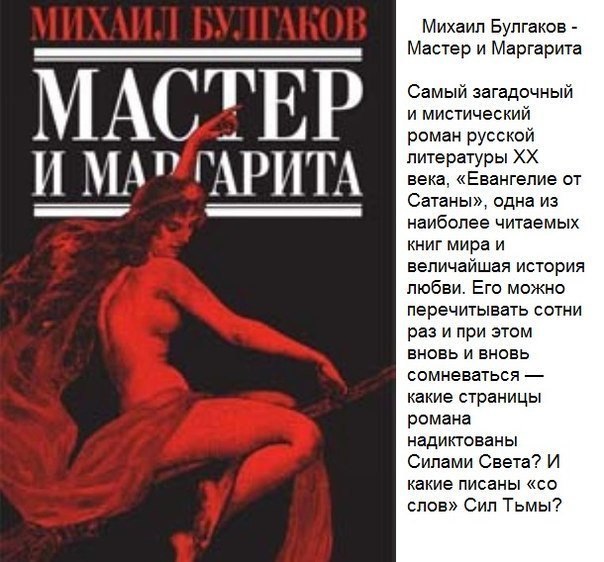 МИХАИЛ БУЛГАКОВ
МАСТЕР
И МАРГАРИТА
Михаил Булгаков -
Мастер и Маргарита
Самый загадочный
и мистический
роман русской
литературы XX
века, «Евангелие от
Сатаны», одна из
наиболее читаемых
книг мира и
величайшая история
любви. Его можно
перечитывать сотни
раз и при этом
вновь и вновь
сомневаться —
какие страницы
романа
надиктованы
Силами Света? И
какие писаны «со
слов» Сил Тьмы?